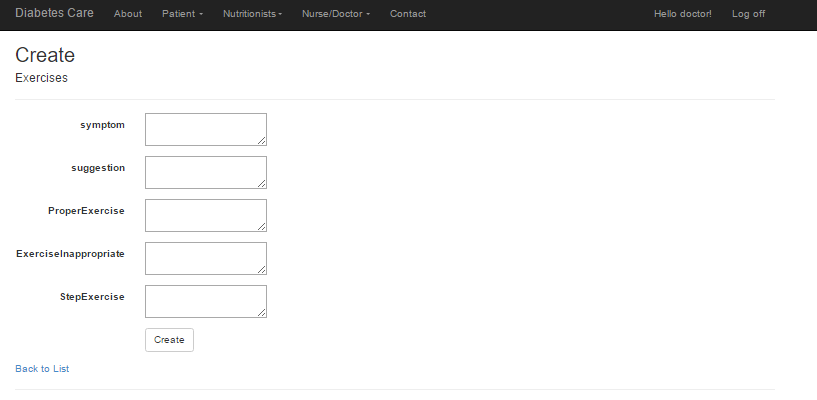 Diabetes Care About Patient Nutritionists Nurse/Doctor Contact Hello doctor! Log off
Create
Exercises
symptom
suggestion
ProperExercise
ExerciseInappropriate
StepExercise
Create
Back to List